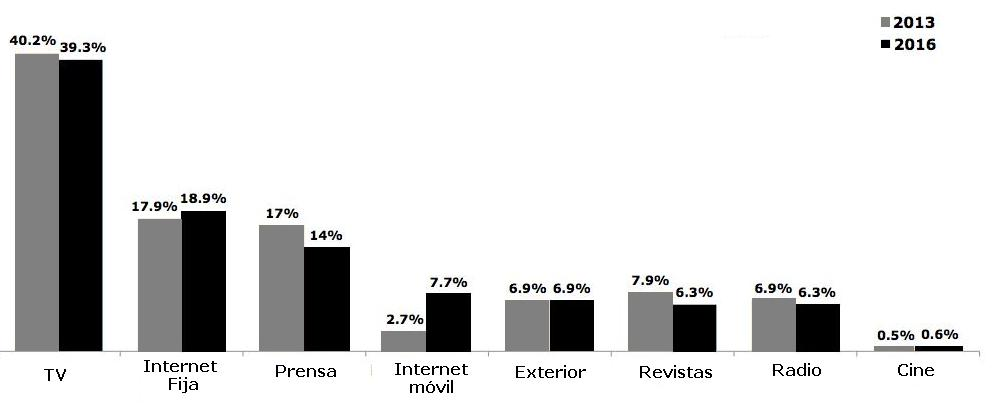 2013
2016
40.2% 39.3%
17.9% 18.9%
17% 14%
2.7% 7.7%
6.9% 6.9%
7.9% 6.3%
6.9% 6.3%
0.5% 0.6%
TV
Internet
Fija
Prensa
Internet
móvil
Exterior
Revistas
Radio
Cine